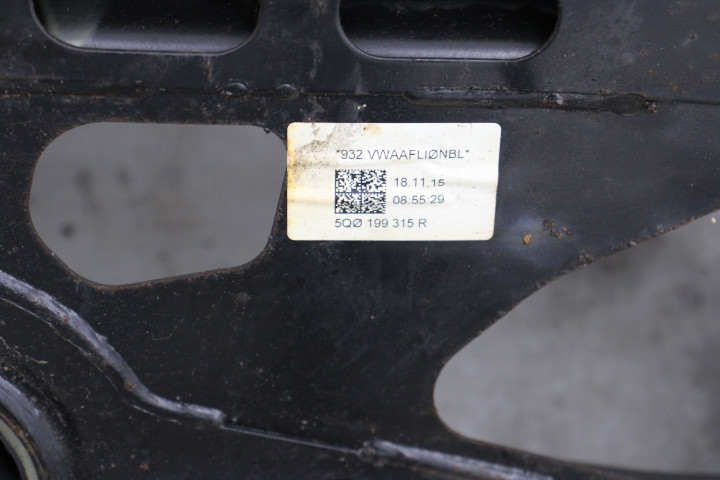 *932 VWAAFLIØNBL*
18.11.15
08:55:29
5QØ 199 315 R